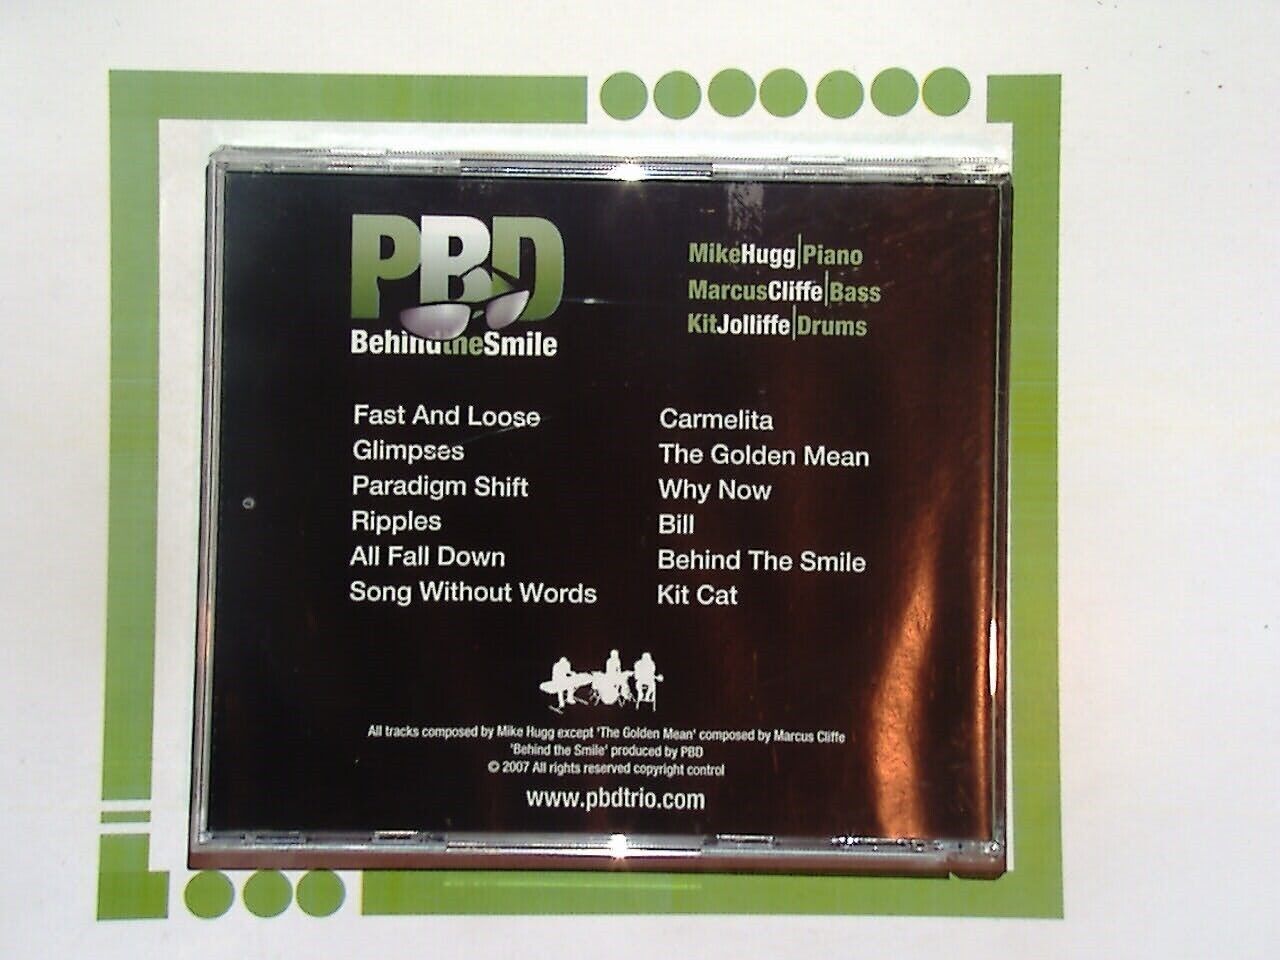 PBD
BehindtheSmile
MikeHugg|Piano
MarcusCliffe|Bass
KitJolliffe|Drums
Fast And Loose
Glimpses
Paradigm Shift
Ripples
All Fall Down
Song Without Words
Carmelita
The Golden Mean
Why Now
Bill
Behind The Smile
Kit Cat
All tracks composed by Mike Hugg except 'The Golden Mean' composed by Marcus Cliffe
'Behind the Smile' produced by PBD
© 2007 All rights reserved copyright control
www.pbdtrio.com